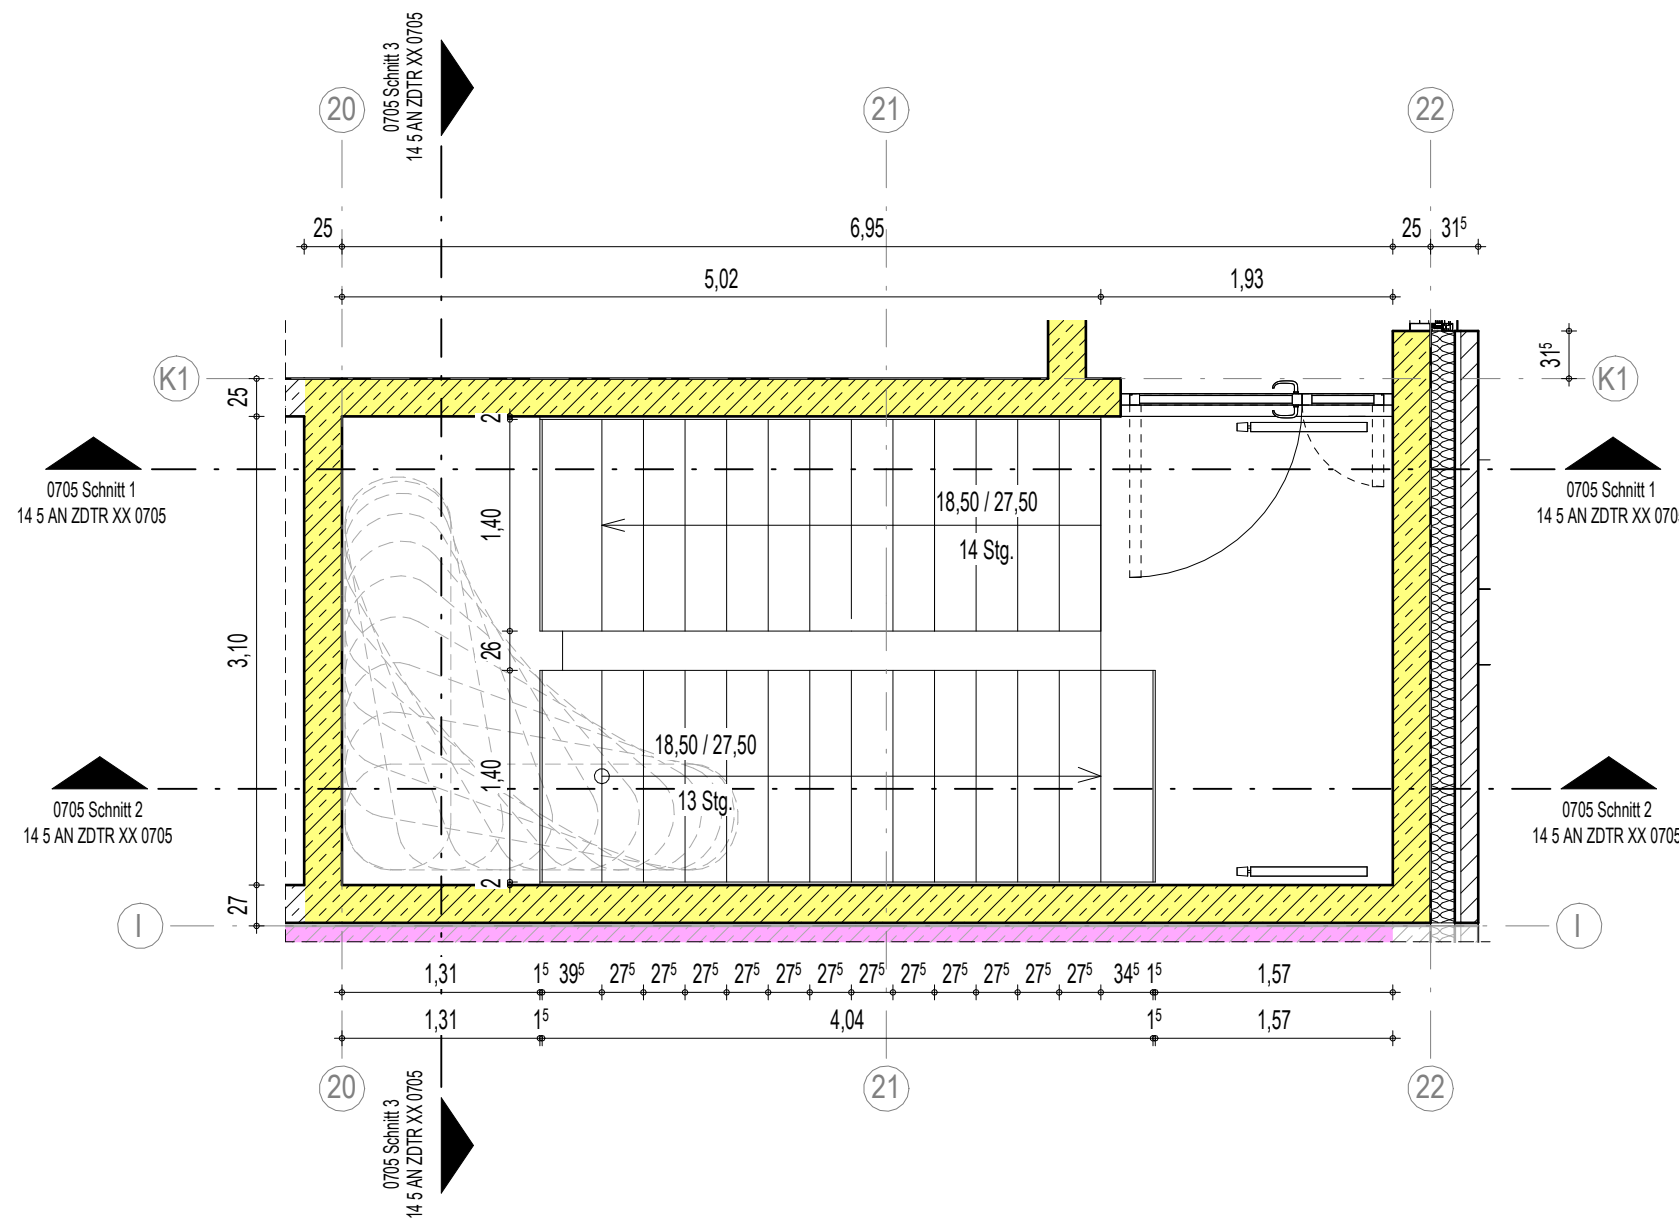 0705 Schnitt 3
14 5 AN ZDTR XX 0705
20
21
22
25
6,95
25
31⁵
5,02
1,93
K1
K1
31⁵
25
2
0705 Schnitt 1
14 5 AN ZDTR XX 0705
0705 Schnitt 1
14 5 AN ZDTR XX 070
18,50 / 27,50
14 Stg.
1,40
3,10
26
18,50 / 27,50
13 Stg.
1,40
0705 Schnitt 2
14 5 AN ZDTR XX 0705
0705 Schnitt 2
14 5 AN ZDTR XX 0705
2
27
I
I
1,31
1⁵
39⁵
27⁵
27⁵
27⁵
27⁵
27⁵
27⁵
27⁵
27⁵
27⁵
27⁵
27⁵
27⁵
34⁵
1⁵
1,57
1,31
1⁵
4,04
1⁵
1,57
20
21
22
0705 Schnitt 3
14 5 AN ZDTR XX 0705